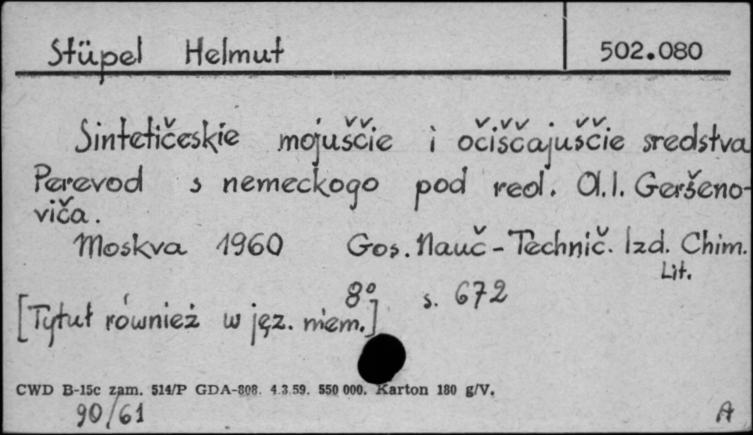 Stüpel Helmut 502.080
Sintetičeskie mojuščie i očiščajuščie sredstva
Perevod s nemeckogo pod red. A.I. Geršeno-
viča.
Moskva 1960 Gos. Nauč-Technič. Izd. Chim.
Lit.
8° s. 672
[Tytuł również w jęz. niem.]
CWD B-15c zam. 514/P GDA-808. 4.3.59. 550 000. Karton 180 g/V.
90/61 A